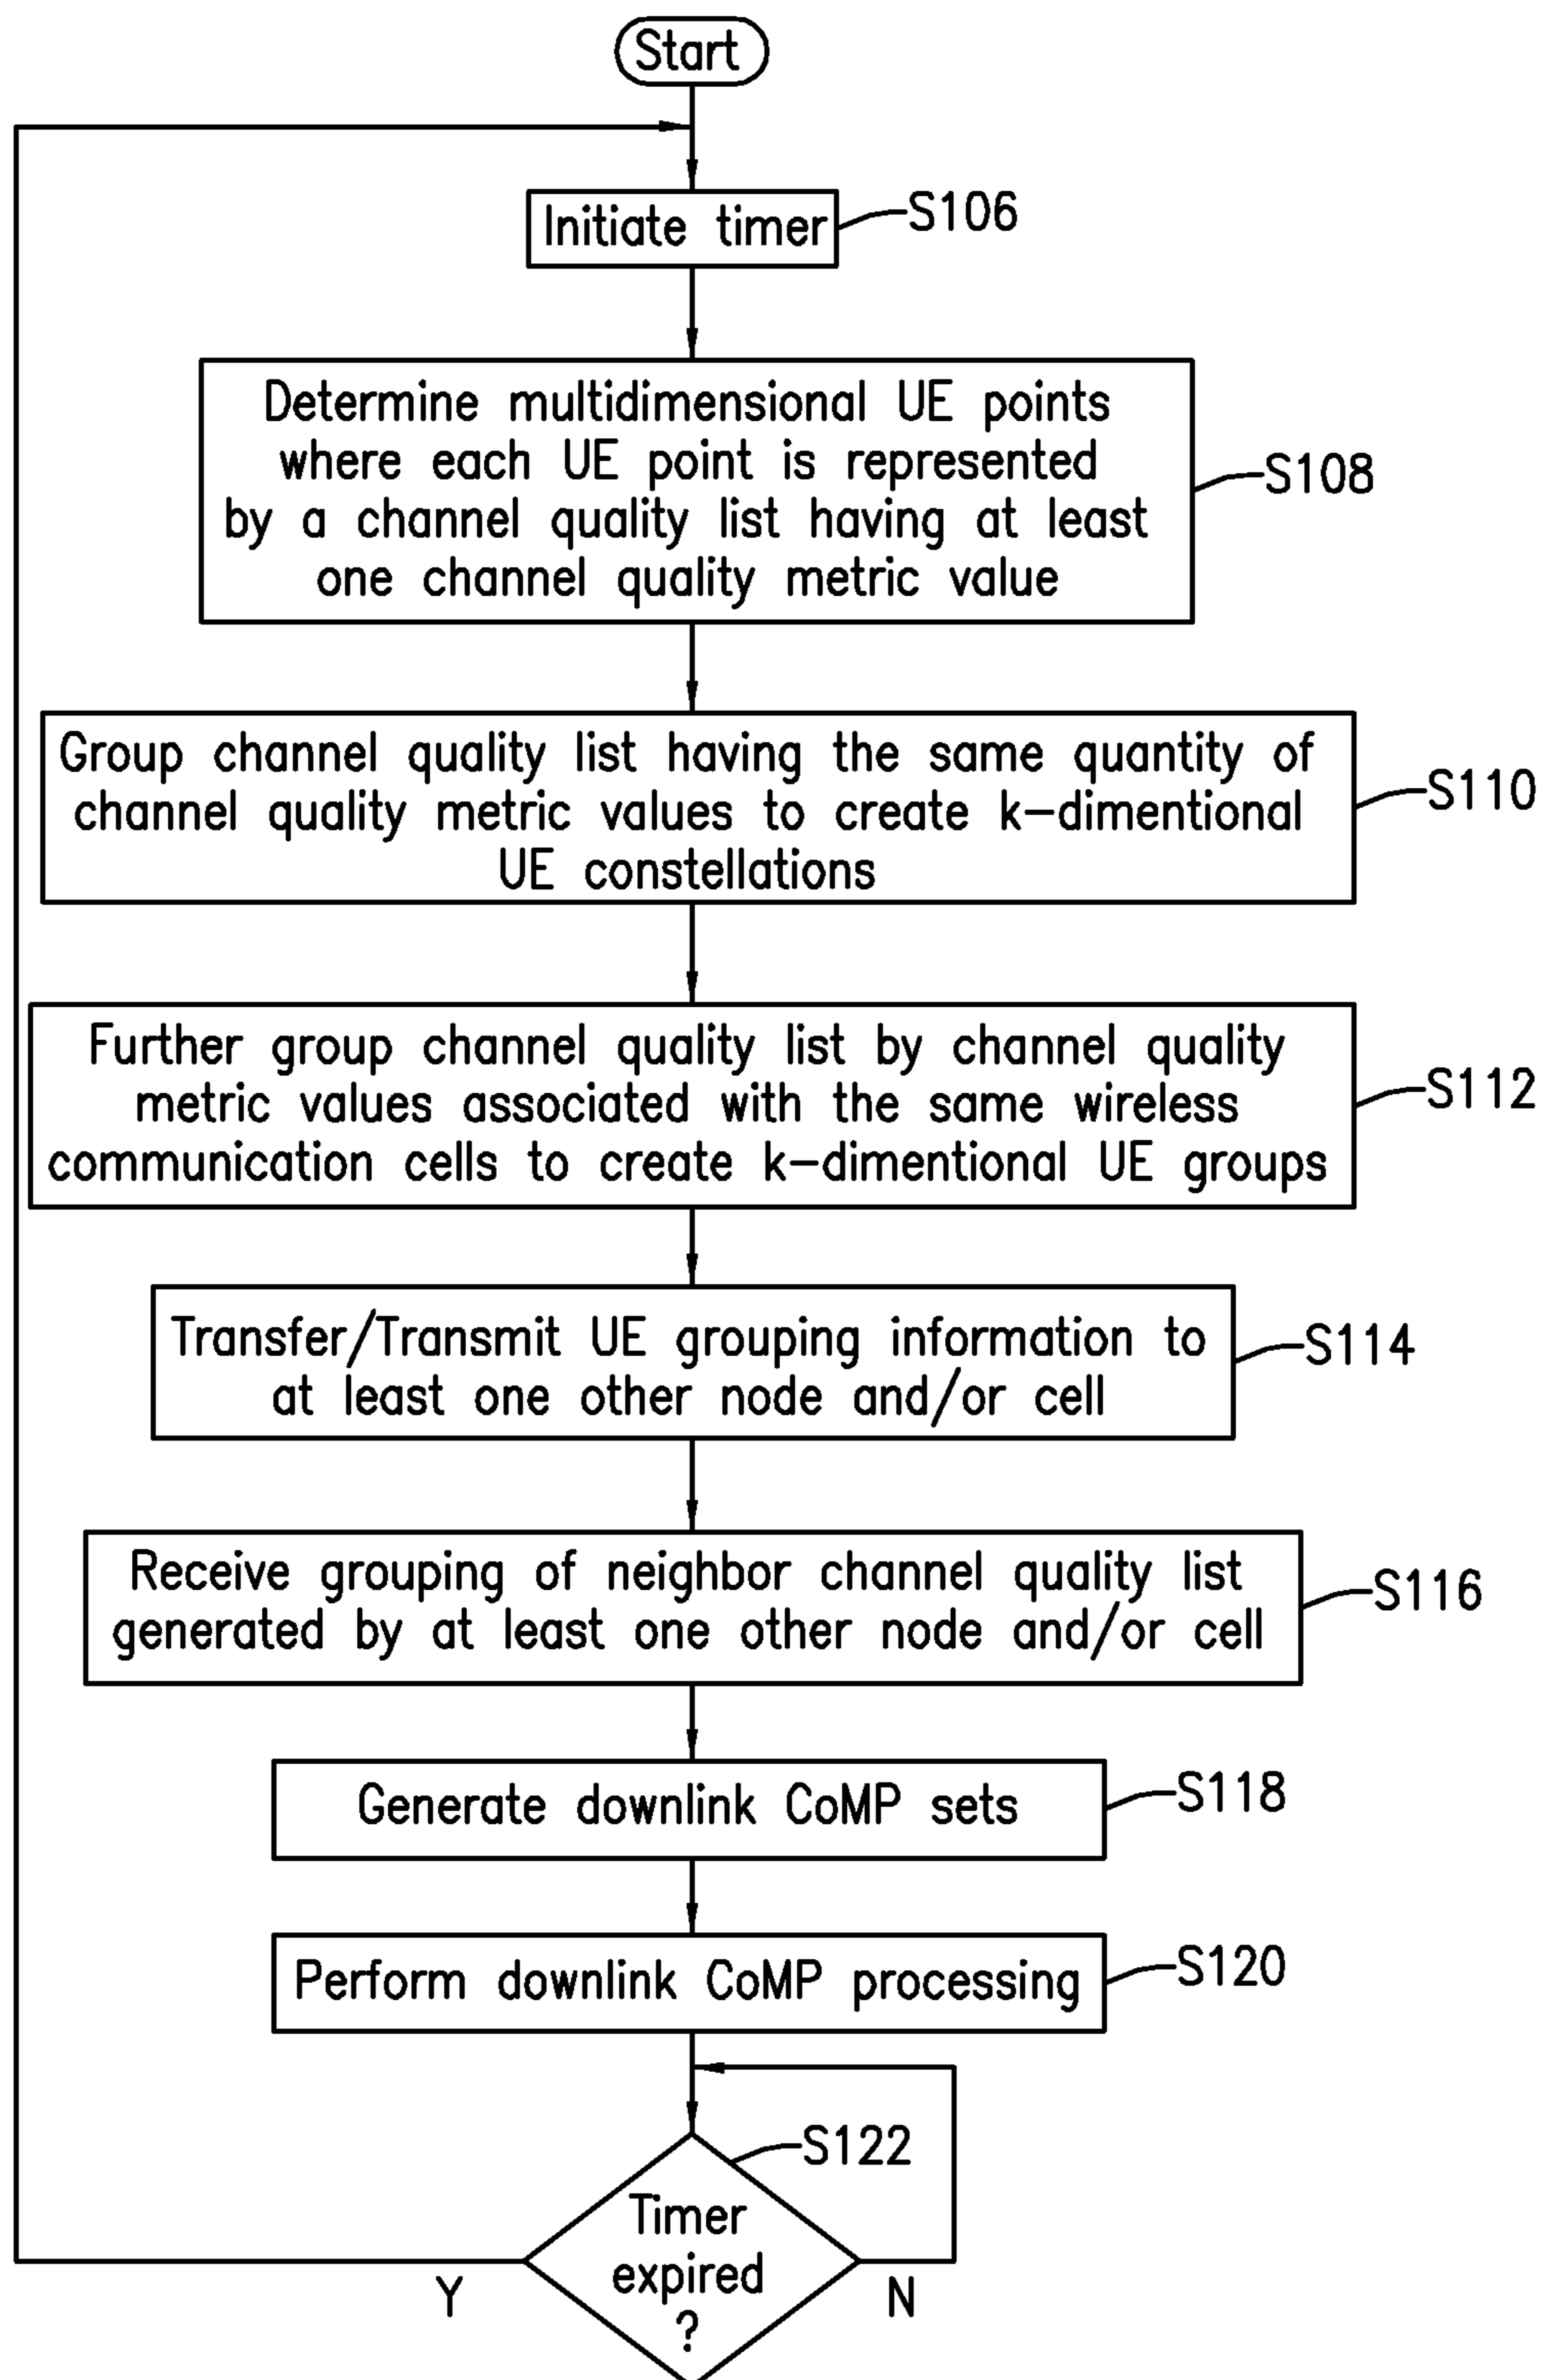 Start
Initiate timer
S106
Determine multidimensional UE points
where each UE point is represented
by a channel quality list having at least
one channel quality metric value
S108
Group channel quality list having the same quantity of
channel quality metric values to create k-dimentional
UE constellations
S110
Further group channel quality list by channel quality
metric values associated with the same wireless
communication cells to create k-dimentional UE groups
S112
Transfer/Transmit UE grouping information to
at least one other node and/or cell
S114
Receive grouping of neighbor channel quality list
generated by at least one other node and/or cell
S116
Generate downlink CoMP sets
S118
Perform downlink CoMP processing
S120
S122
Timer
expired
?
Y
N